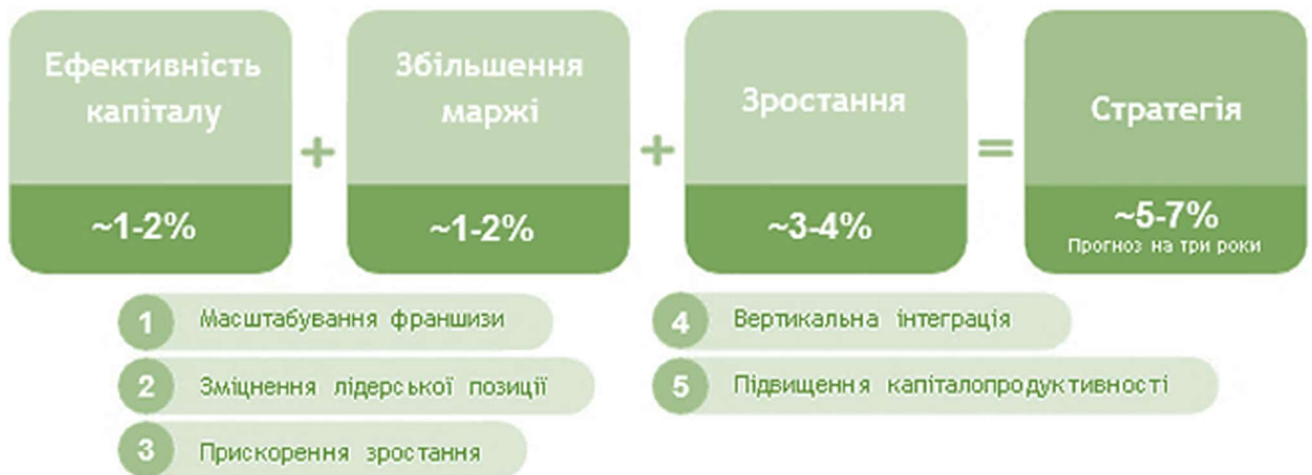 Ефективність
капіталу
+
Збільшення
маржі
+
Зростання
=
Стратегія
~1-2%
~1-2%
~3-4%
~5-7%
Прогноз на три роки
1 Масштабування франшизи
2 Зміцнення лідерської позиції
3 Прискорення зростання
4 Вертикальна інтеграція
5 Підвищення капіталопродуктивності